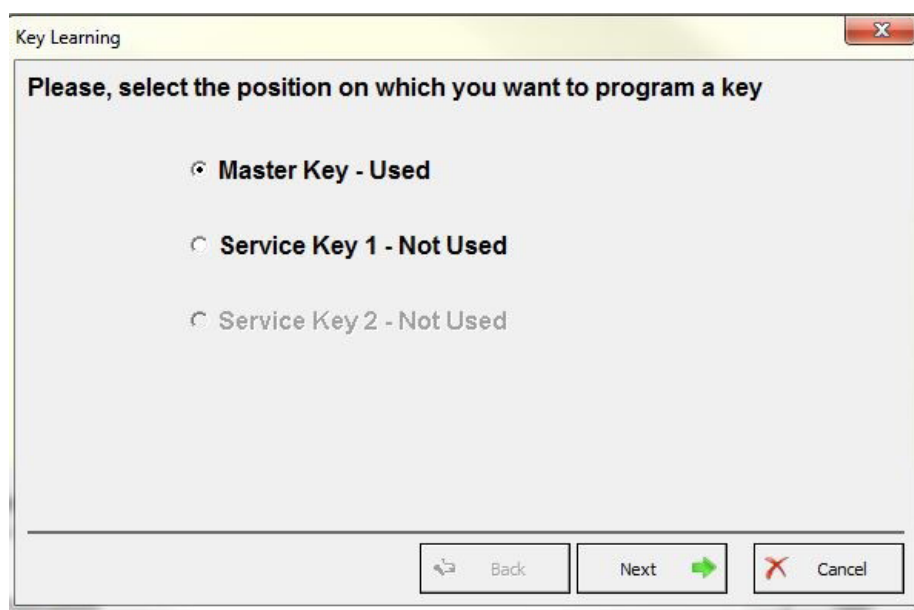 Key Learning
Please, select the position on which you want to program a key
Master Key - Used
Service Key 1 - Not Used
Service Key 2 - Not Used
Back
Next
Cancel